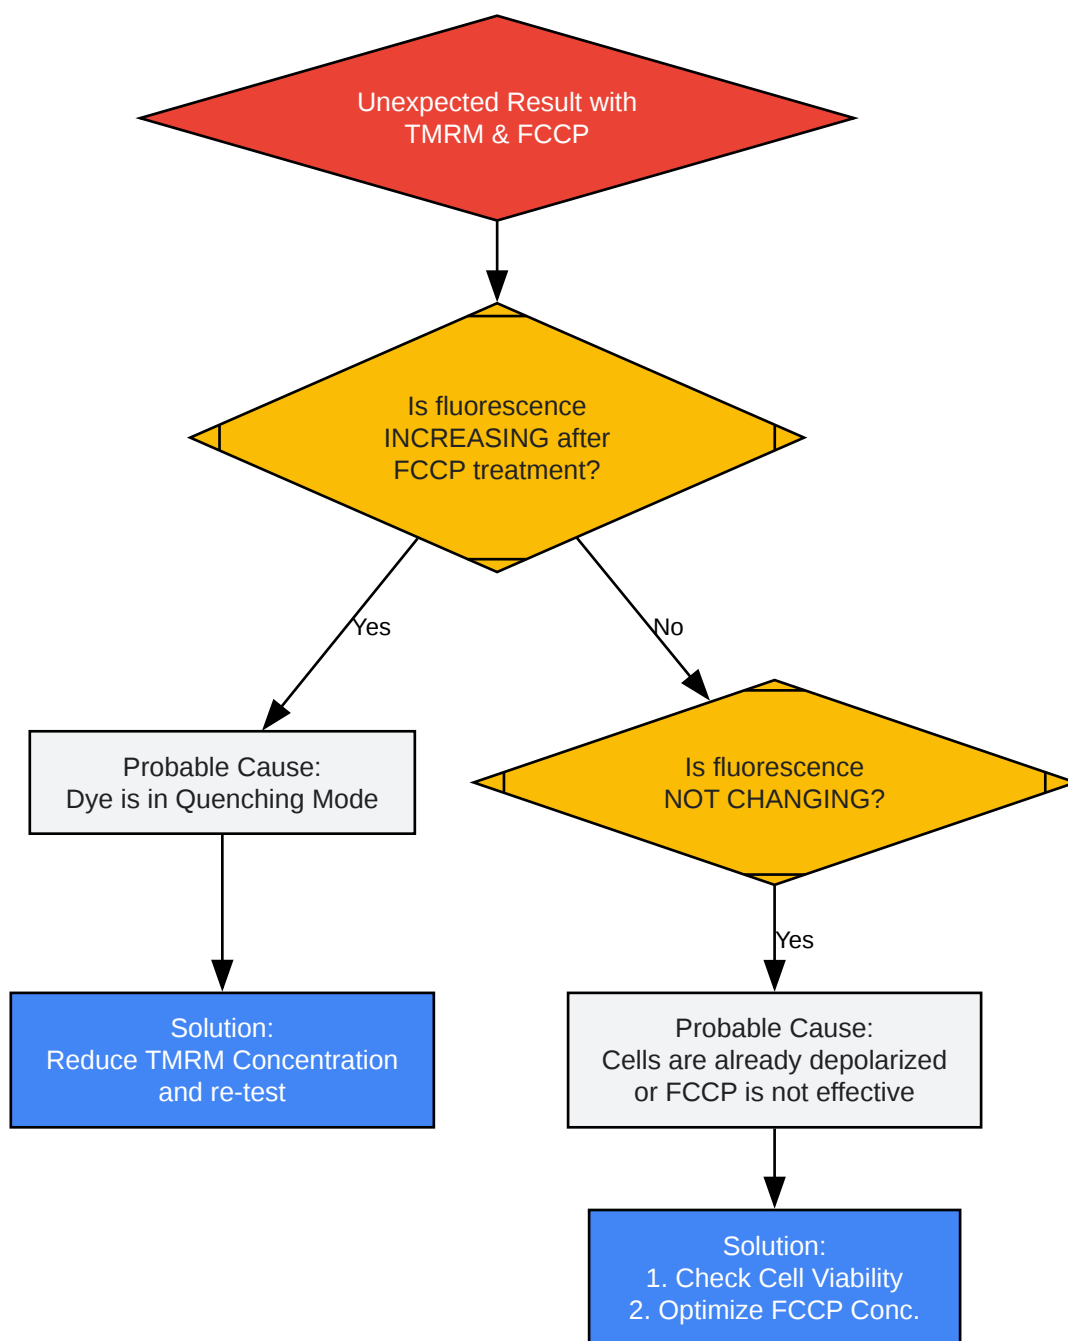 Unexpected Result with
TMRM & FCCP
Is fluorescence
INCREASING after
FCCP treatment?
Yes
No
Probable Cause:
Dye is in Quenching Mode
Is fluorescence
NOT CHANGING?
Yes
Solution:
Reduce TMRM Concentration
and re-test
Probable Cause:
Cells are already depolarized
or FCCP is not effective
Solution:
1. Check Cell Viability
2. Optimize FCCP Conc.